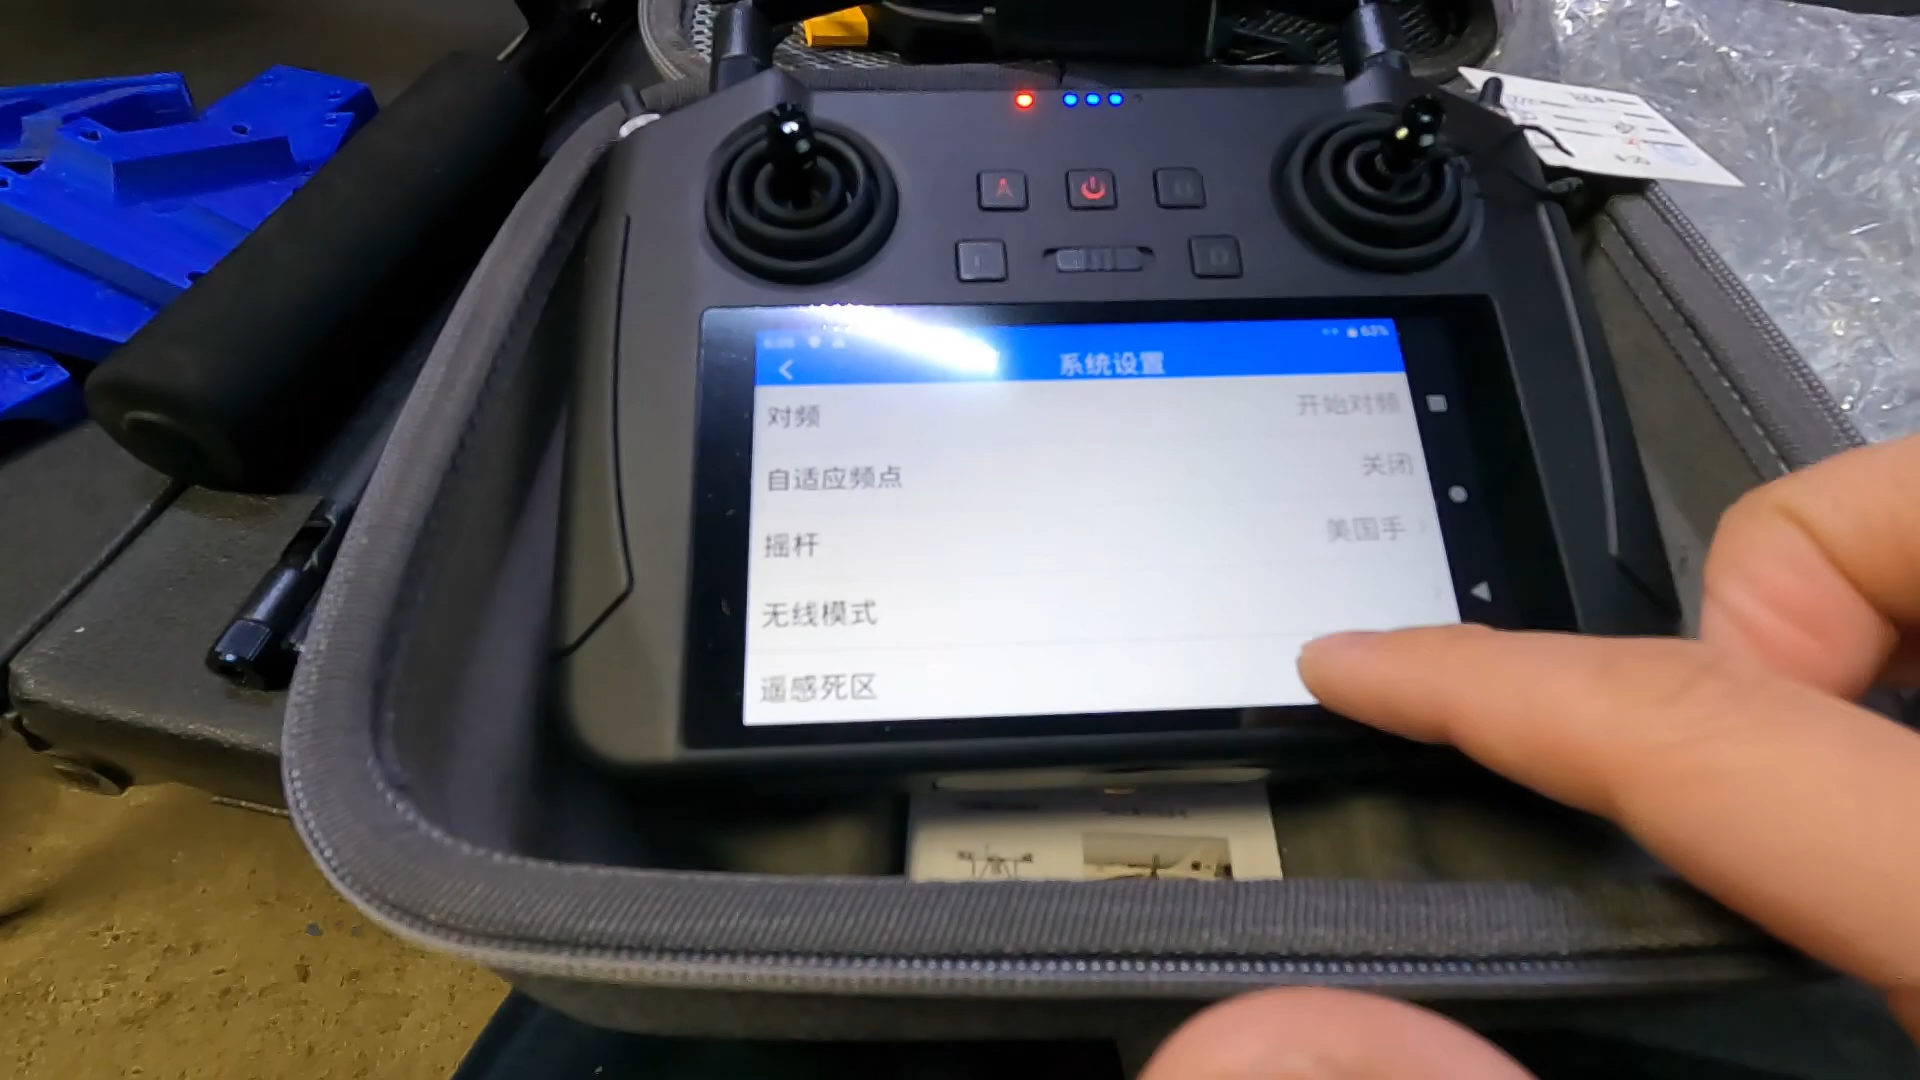 63%
系统设置
对频 开始对频
自适应频点 关闭
摇杆 美国手
无线模式
遥感死区